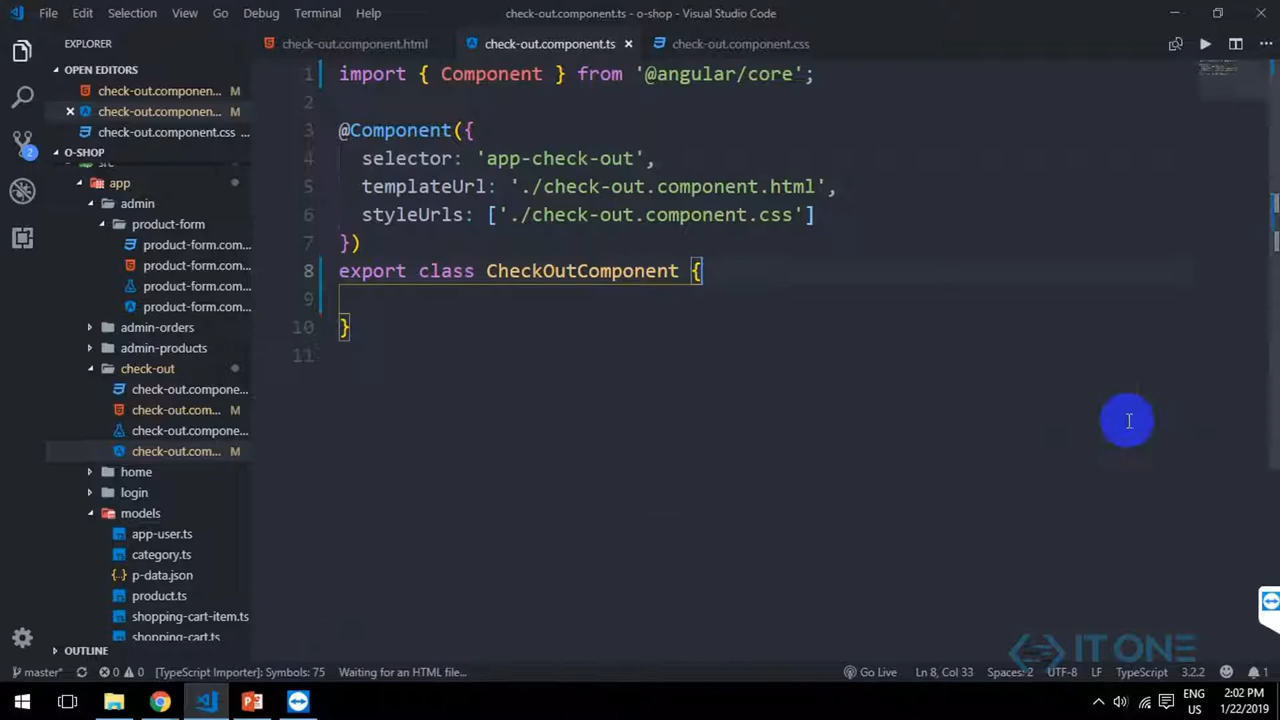 File Edit Selection View Go Debug Terminal Help
check-out.component.ts - o-shop - Visual Studio Code
EXPLORER
OPEN EDITORS
check-out.componen... M
check-out.componen... M
check-out.component.css ...
O-SHOP
app
admin
product-form
product-form.com...
product-form.com...
product-form.com...
product-form.com...
admin-orders
admin-products
check-out
check-out.compone...
check-out.com... M
check-out.compone...
check-out.com... M
home
login
models
app-user.ts
category.ts
p-data.json
product.ts
shopping-cart-item.ts
shopping-cart.ts
OUTLINE
check-out.component.html
check-out.component.ts
check-out.component.css
1 import { Component } from '@angular/core';
2
3 @Component({
4 selector: 'app-check-out',
5 templateUrl: './check-out.component.html',
6 styleUrls: ['./check-out.component.css']
7 })
8 export class CheckOutComponent {
9
10 }
11
2
IT ONE
master* 0 0 [TypeScript Importer]: Symbols: 75 Waiting for an HTML file... Go Live Ln 8, Col 33 Spaces: 2 UTF-8 LF TypeScript 3.2.2 1
ENG
US
2:02 PM
1/22/2019